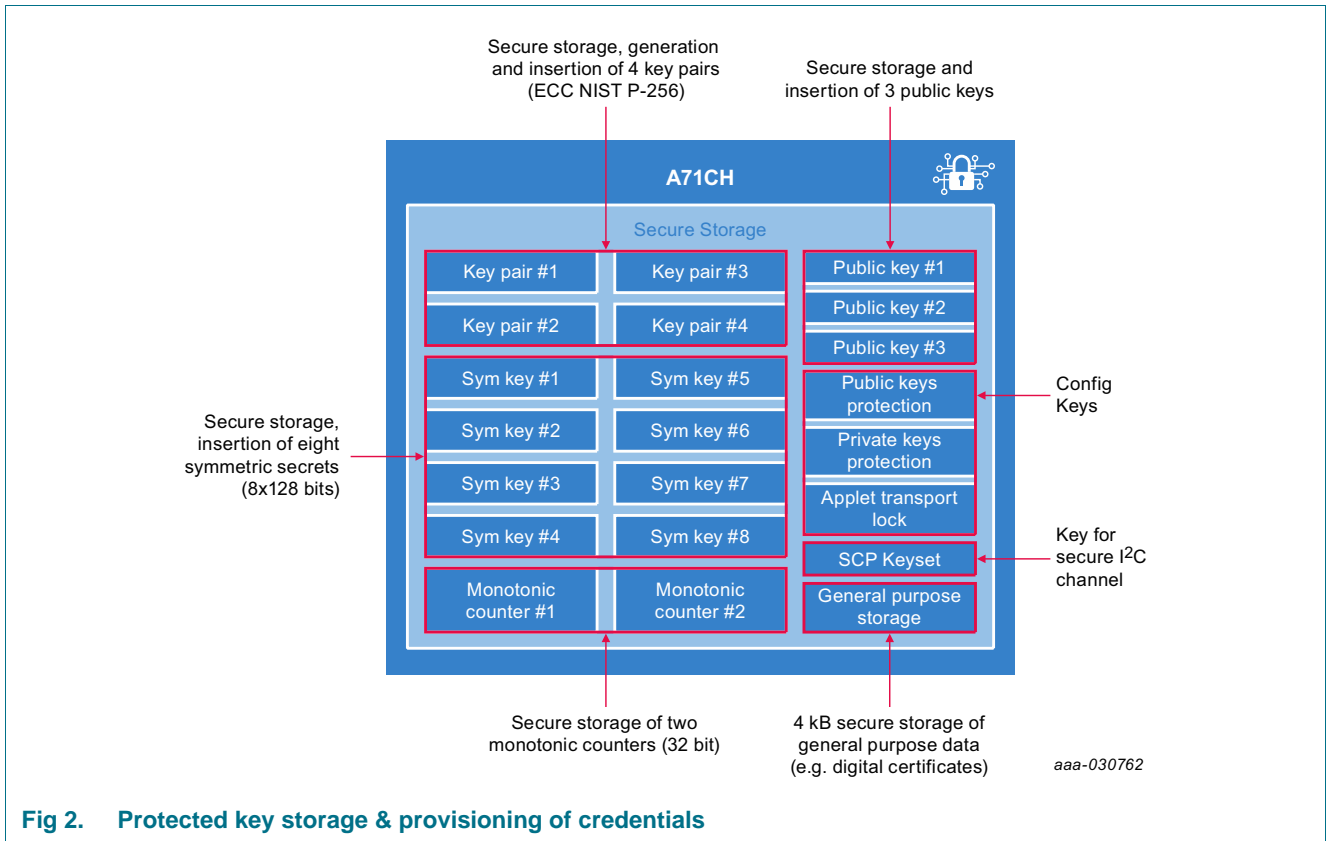 Secure storage, generation
and insertion of 4 key pairs
(ECC NIST P-256)
Secure storage and
insertion of 3 public keys
A71CH
Secure Storage
Key pair #1
Key pair #3
Key pair #2
Key pair #4
Public key #1
Public key #2
Public key #3
Sym key #1
Sym key #5
Sym key #2
Sym key #6
Sym key #3
Sym key #7
Sym key #4
Sym key #8
Secure storage,
insertion of eight
symmetric secrets
(8x128 bits)
Public keys
protection
Private keys
protection
Applet transport
lock
Config
Keys
SCP Keyset
Key for
secure I²C
channel
Monotonic
counter #1
Monotonic
counter #2
General purpose
storage
Secure storage of two
monotonic counters (32 bit)
4 kB secure storage of
general purpose data
(e.g. digital certificates)
aaa-030762
Fig 2. Protected key storage & provisioning of credentials